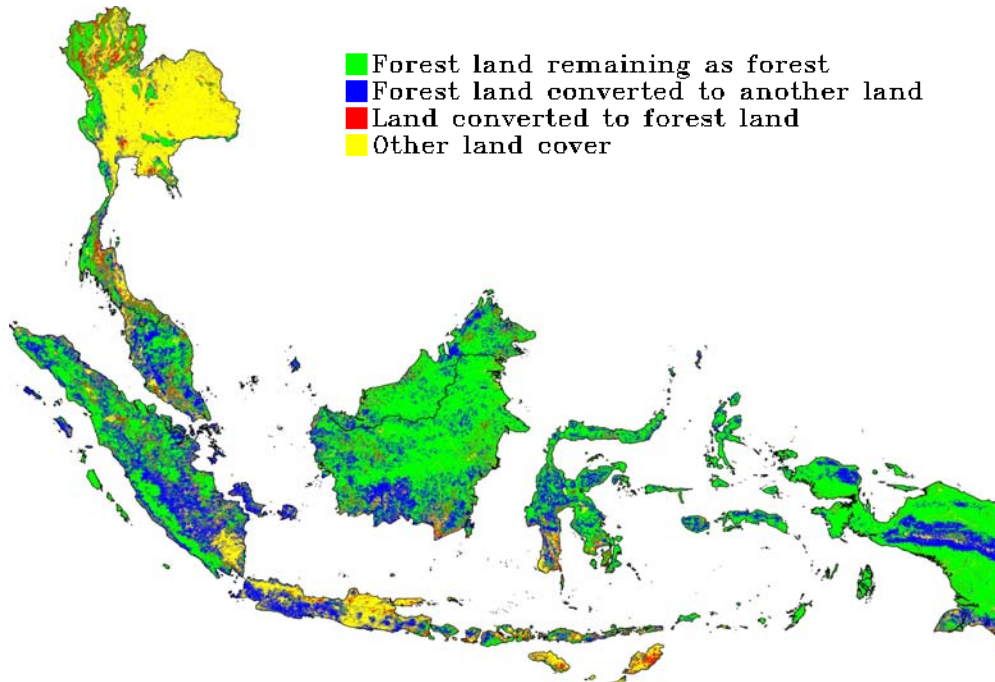 Forest land remaining as forest
Forest land converted to another land
Land converted to forest land
Other land cover